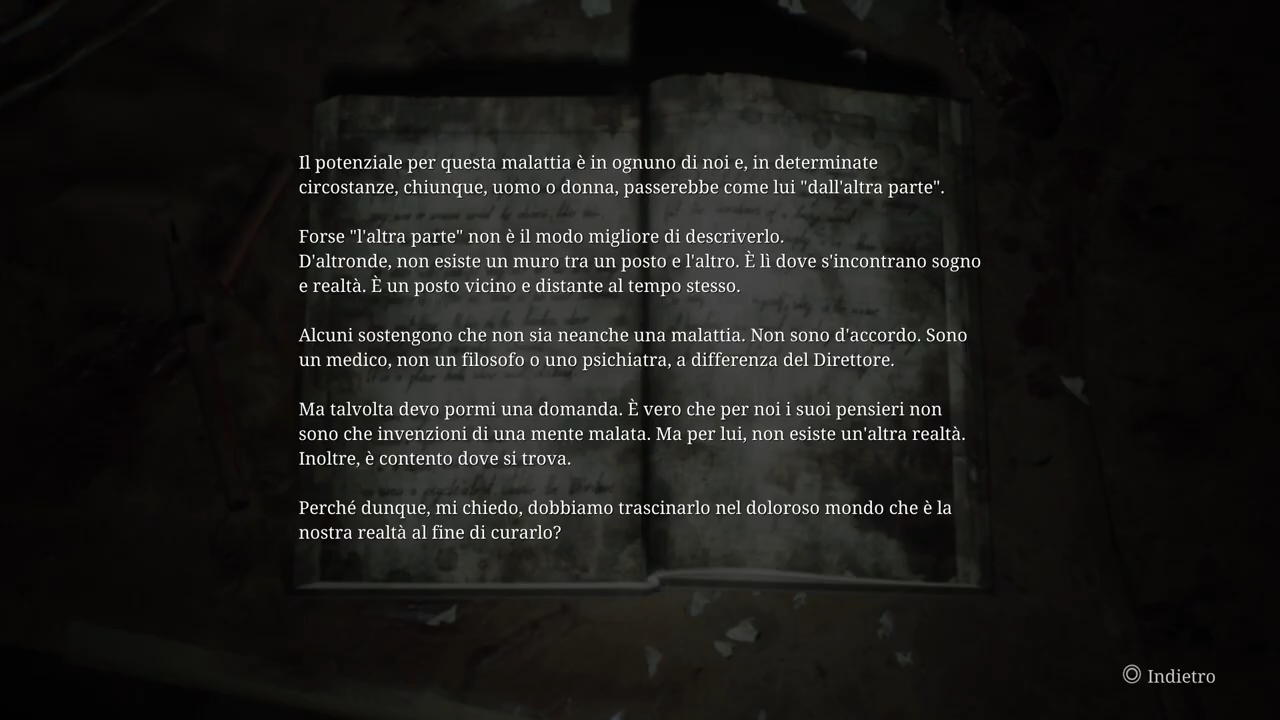 Il potenziale per questa malattia è in ognuno di noi e, in determinate
circostanze, chiunque, uomo o donna, passerebbe come lui "dall'altra parte".
Forse "l'altra parte" non è il modo migliore di descriverlo.
D'altronde, non esiste un muro tra un posto e l'altro. È lì dove s'incontrano sogno
e realtà. È un posto vicino e distante al tempo stesso.
Alcuni sostengono che non sia neanche una malattia. Non sono d'accordo. Sono
un medico, non un filosofo o uno psichiatra, a differenza del Direttore.
Ma talvolta devo pormi una domanda. È vero che per noi i suoi pensieri non
sono che invenzioni di una mente malata. Ma per lui, non esiste un'altra realtà.
Inoltre, è contento dove si trova.
Perché dunque, mi chiedo, dobbiamo trascinarlo nel doloroso mondo che è la
nostra realtà al fine di curarlo?
Indietro